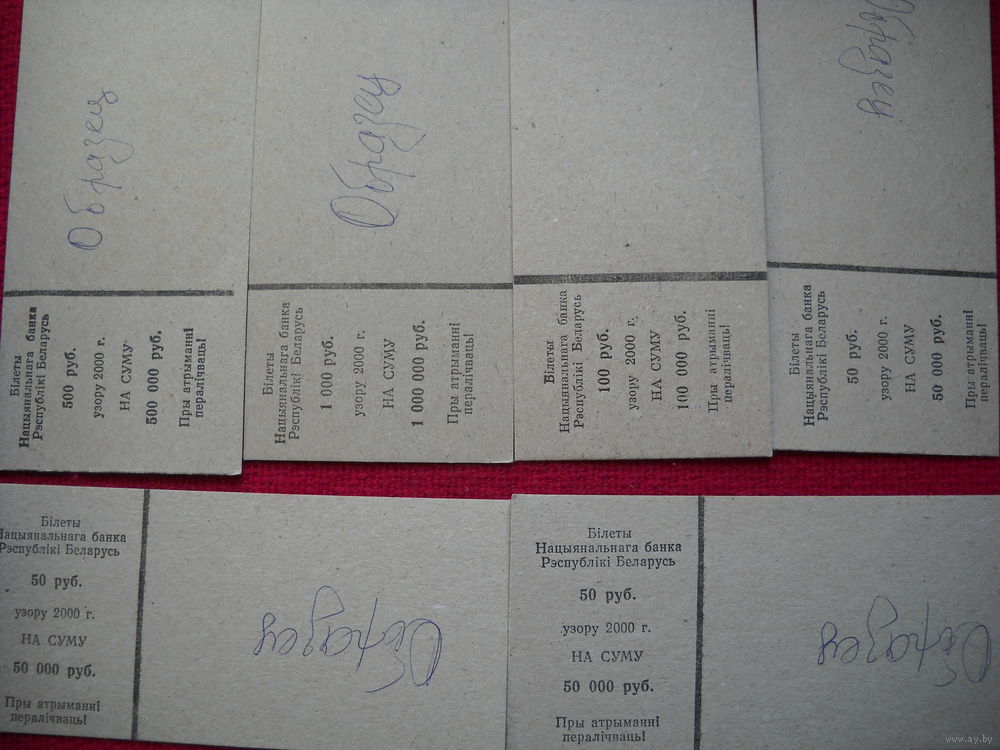 Образец
Білеты
Нацыянальнага банка
Рэспублікі Беларусь
500 руб.
узору 2000 г.
НА СУМУ
500 000 руб.
Пры атрыманні
пералічваць!
Образец
Білеты
Нацыянальнага банка
Рэспублікі Беларусь
1 000 руб.
узору 2000 г.
НА СУМУ
1 000 000 руб.
Пры атрыманні
пералічваць!
Білеты
Нацыянальнага банка
Рэспублікі Беларусь
100 руб.
узору 2000 г.
НА СУМУ
100 000 руб.
Пры атрыманні
пералічваць!
Образец
Білеты
Нацыянальнага банка
Рэспублікі Беларусь
50 руб.
узору 2000 г.
НА СУМУ
50 000 руб.
Пры атрыманні
пералічваць!
Білеты
Нацыянальнага банка
Рэспублікі Беларусь
50 руб.
узору 2000 г.
НА СУМУ
50 000 руб.
Пры атрыманні
пералічваць!
Образец
Білеты
Нацыянальнага банка
Рэспублікі Беларусь
50 руб.
узору 2000 г.
НА СУМУ
50 000 руб.
Пры атрыманні
пералічваць!
Образец
www.ay.by